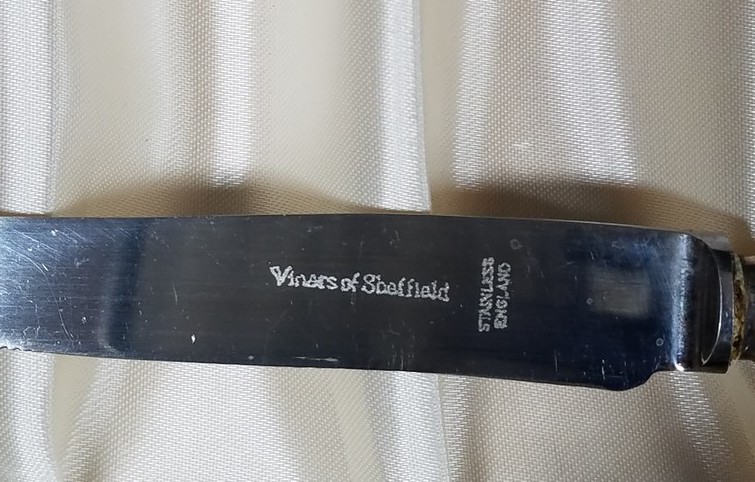 Viners of Sheffield
STAINLESS
ENGLAND